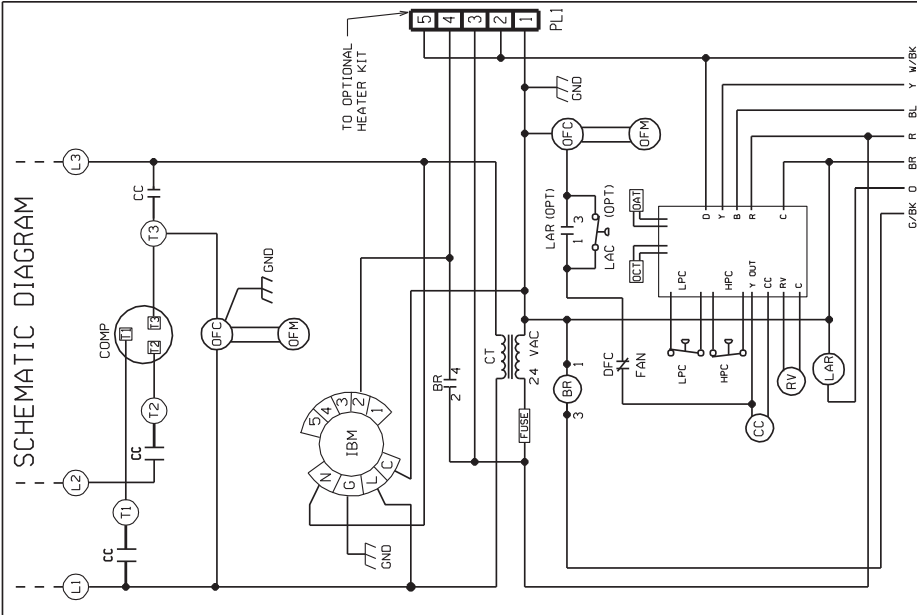 SCHEMATIC DIAGRAM
L1
L2
L3
CC
T1
CC
T2
CC
T3
COMP
T1
T2
T3
OFC
GND
OFM
TO OPTIONAL
HEATER KIT
5
4
3
2
1
PL1
GND
OFC
OFM
IBM
5
4
3
2
1
N
G
L
C
GND
BR
2
4
CT
24 VAC
FUSE
LAR (OPT)
1
3
LAC
(OPT)
DFC
FAN
BR
1
3
OAT
OCT
LPC
HPC
Y OUT
CC
RV
C
D
Y
B
R
C
LPC
HPC
CC
RV
LAR
W/BK
Y
BL
R
BR
O
G/BK